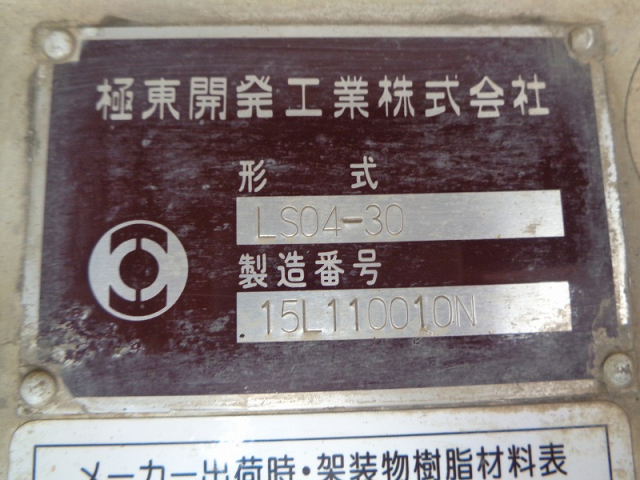 極東開発工業株式会社
形 式
LS04-30
製造番号
15L110010N
メーカー出荷時・架装物樹脂材料表